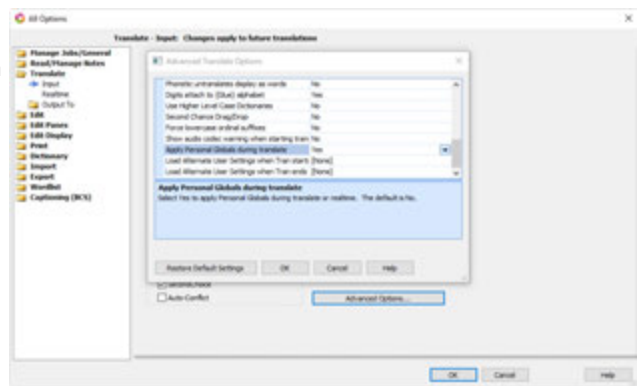 All Options
Translate - Input: Changes apply to future translations
Manage Jobs/General
Read/Manage Notes
Translate
Input
Realtime
Output To
Edit
Edit Panes
Edit Display
Print
Dictionary
Import
Export
Wordlist
Captioning (BCS)
Advanced Translate Options
Phonetic untranslates display as words No
Digits attach to {Glue} alphabet Yes
Use Higher Level Case Dictionaries No
Second Chance Drag/Drop No
Force lowercase ordinal suffixes No
Show audio codec warning when starting tran No
Apply Personal Globals during translate Yes
Load Alternate User Settings when Tran start [None]
Load Alternate User Settings when Tran ends [None]
Apply Personal Globals during translate
Select Yes to apply Personal Globals during translate or realtime. The default is No.
Restore Default Settings OK Cancel Help
Auto-Conflict Advanced Options...
OK Cancel Help